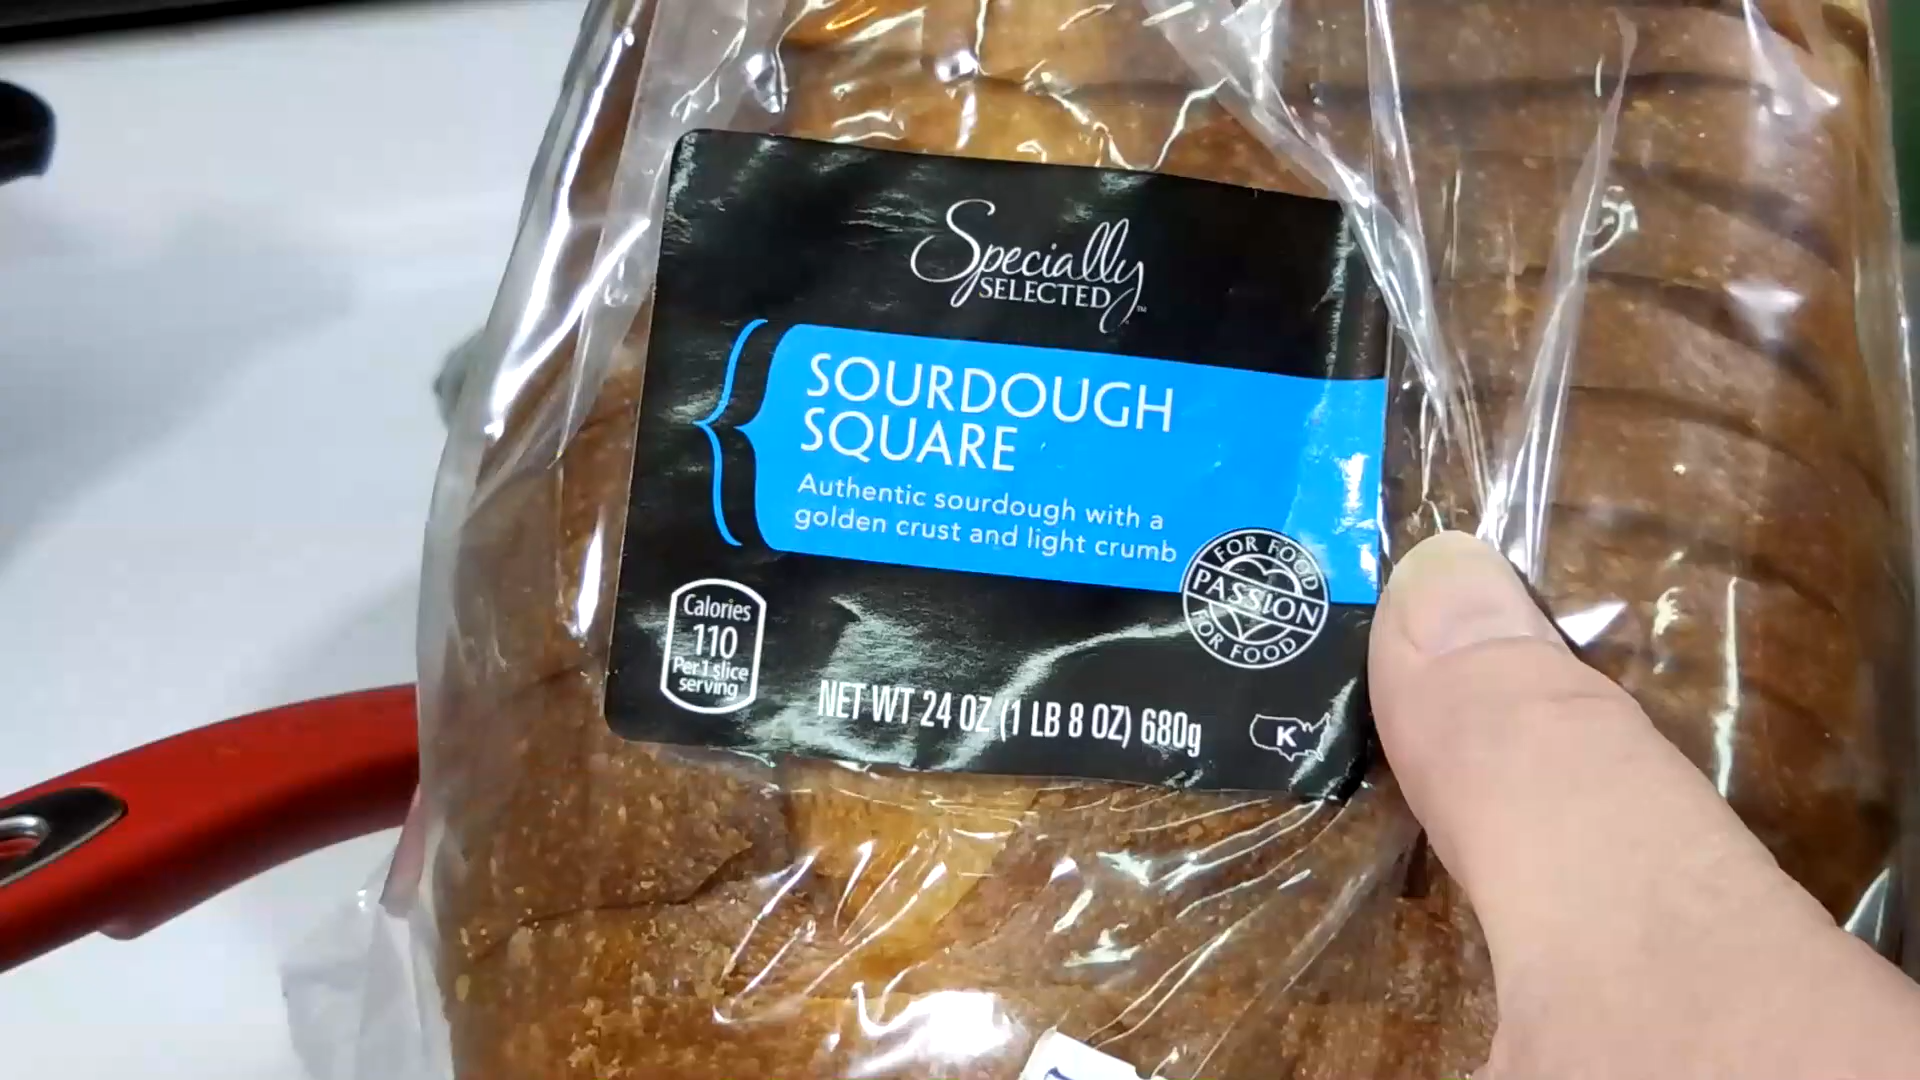 Specially
SELECTED™
SOURDOUGH
SQUARE
Authentic sourdough with a
golden crust and light crumb
FOR FOOD
PASSION
FOR FOOD
Calories
110
Per 1 slice
serving
NET WT 24 OZ (1 LB 8 OZ) 680g
K